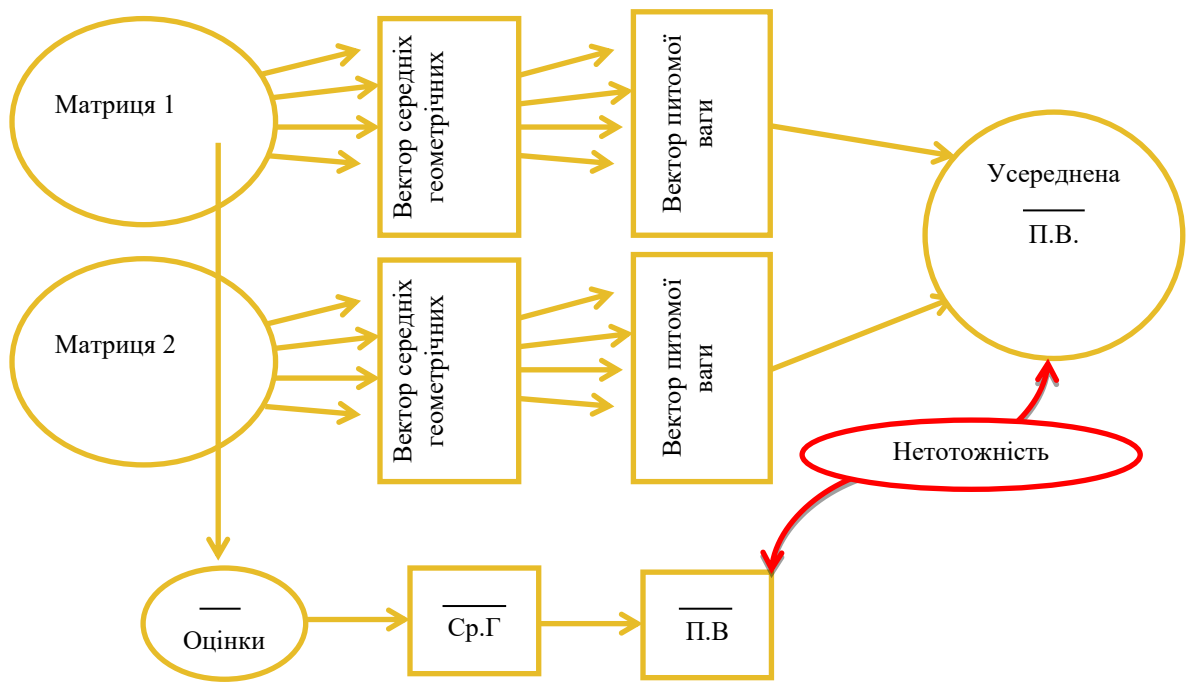 Матриця 1
Вектор середніх
геометрічних
Вектор питомої
ваги
Усереднена
П.В.
Матриця 2
Вектор середніх
геометрічних
Вектор питомої
ваги
Нетотожність
Оцінки
Ср.Г
П.В